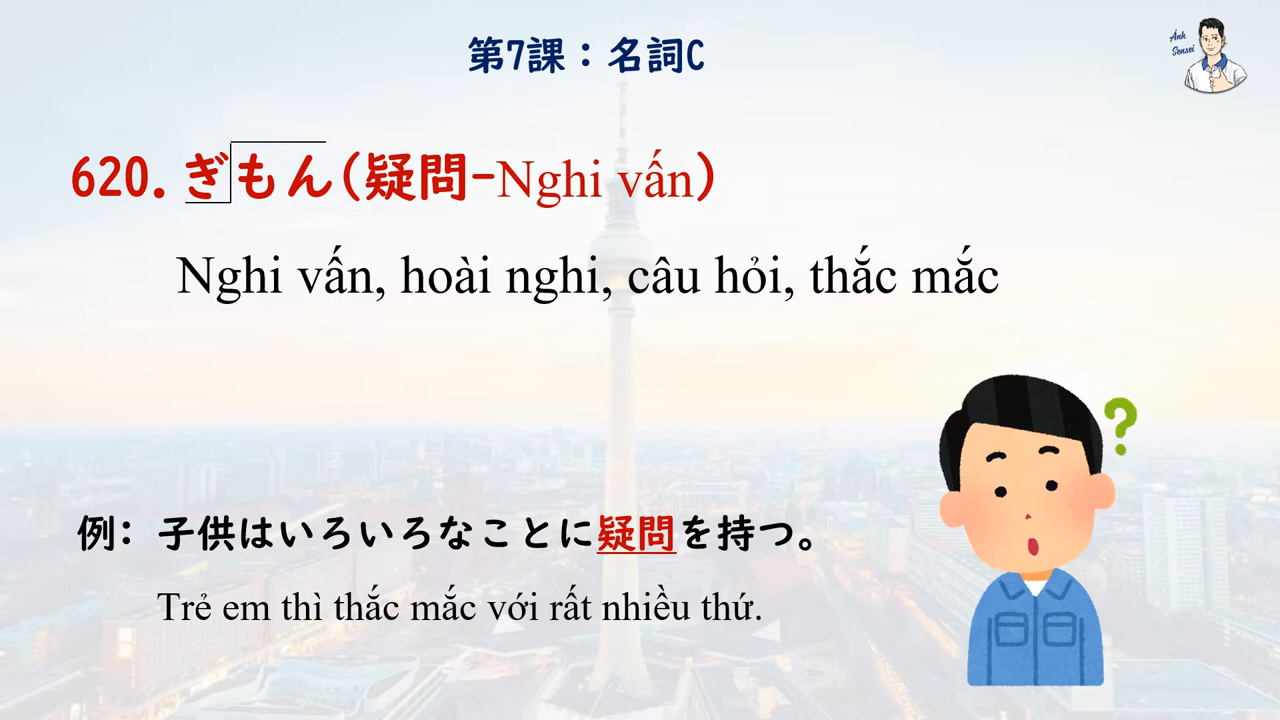 第7課：名詞C
Anh
Sensei
620.ぎもん(疑問-Nghi vấn)
Nghi vấn, hoài nghi, câu hỏi, thắc mắc
?
例: 子供はいろいろなことに疑問を持つ。
Trẻ em thì thắc mắc với rất nhiều thứ.